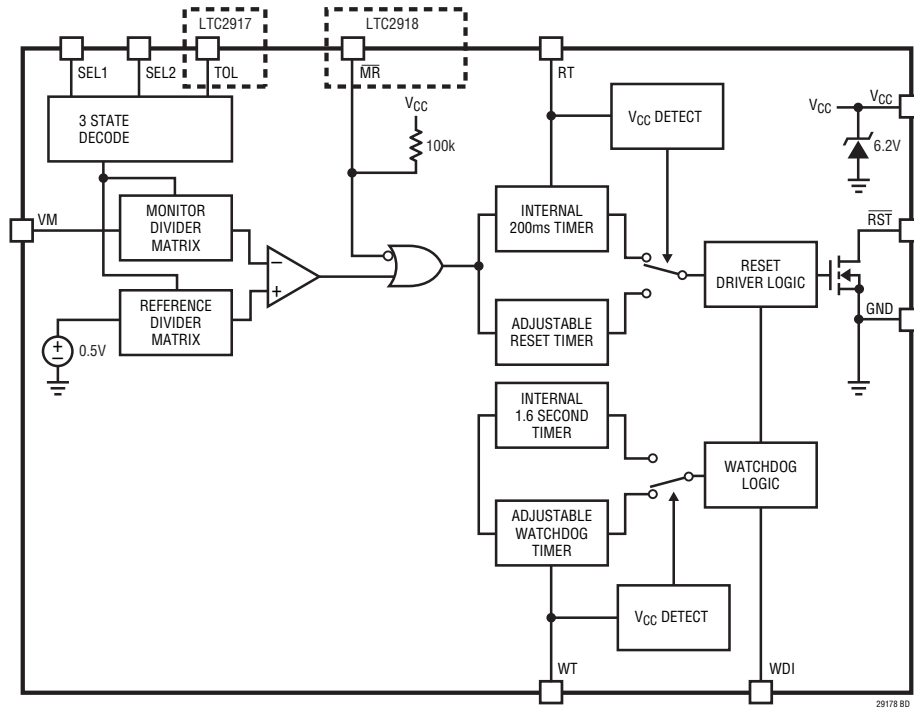 LTC2917
LTC2918
SEL1
SEL2
TOL
MR
RT
3 STATE
DECODE
VCC
100k
VCC DETECT
VCC
VCC
6.2V
VM
MONITOR
DIVIDER
MATRIX
INTERNAL
200ms TIMER
RST
−
+
REFERENCE
DIVIDER
MATRIX
RESET
DRIVER LOGIC
GND
+
−
0.5V
ADJUSTABLE
RESET TIMER
INTERNAL
1.6 SECOND
TIMER
WATCHDOG
LOGIC
ADJUSTABLE
WATCHDOG
TIMER
VCC DETECT
WT
WDI
29178 BD